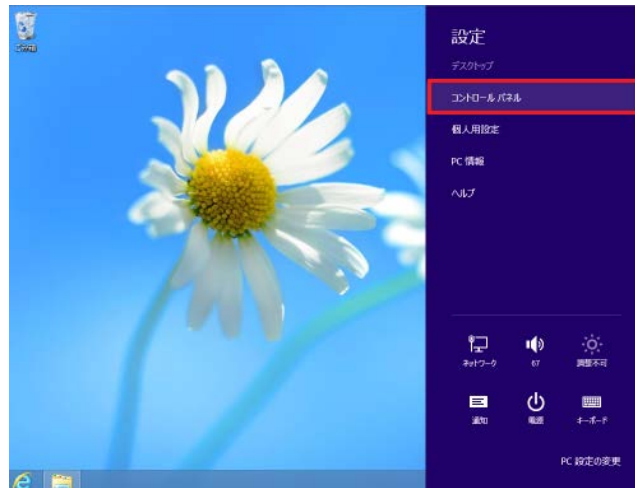 ごみ箱
設定
デスクトップ
コントロール パネル
個人用設定
PC 情報
ヘルプ
ネットワーク
67
調整不可
通知
電源
キーボード
PC 設定の変更